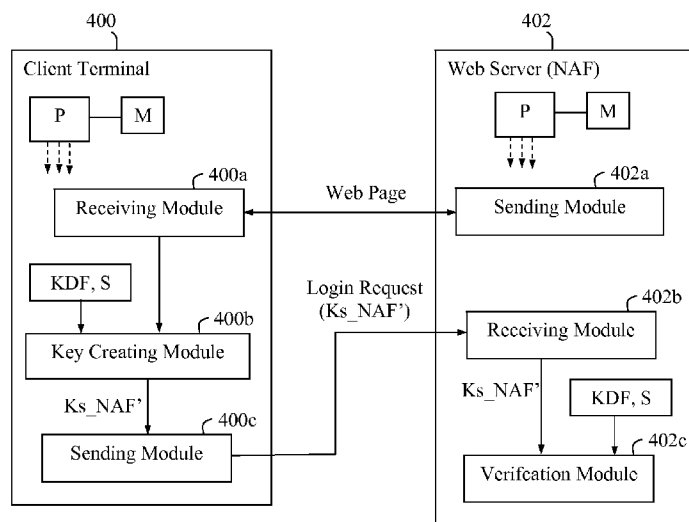 400
402
Client Terminal
Web Server (NAF)
P
M
P
M
400a
402a
Receiving Module
Web Page
Sending Module
KDF, S
Login Request
(Ks_NAF’)
400b
402b
Key Creating Module
Receiving Module
Ks_NAF’
400c
Ks_NAF’
KDF, S
Sending Module
402c
Verifcation Module